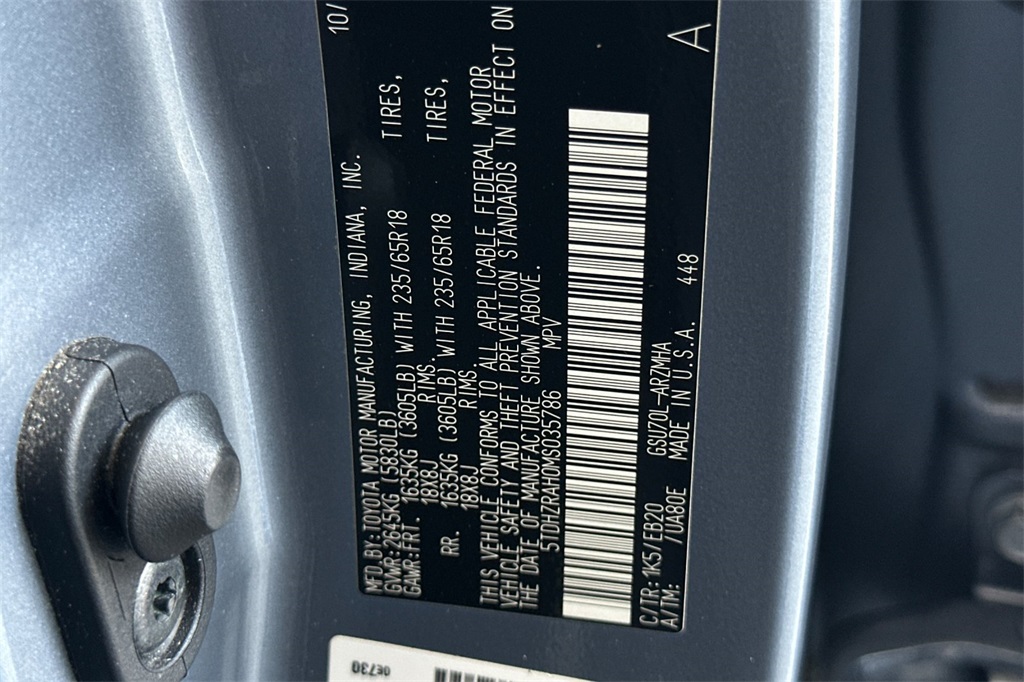 MFD.BY:TOYOTA MOTOR MANUFACTURING, INDIANA, INC. 10/
GVWR:2645KG (5830LB)
GAWR:FRT. 1635KG (3605LB) WITH 235/65R18 TIRES,
18X8J RIMS.
RR. 1635KG (3605LB) WITH 235/65R18 TIRES,
18X8J RIMS.
THIS VEHICLE CONFORMS TO ALL APPLICABLE FEDERAL MOTOR
VEHICLE SAFETY AND THEFT PREVENTION STANDARDS IN EFFECT ON
THE DATE OF MANUFACTURE SHOWN ABOVE.
5TDHZRAH0MS035786 MPV
C/TR:1K5/EB20 GSU70L-ARZMHA 448 A
A/TM: /UA80E MADE IN U.S.A.
0E730